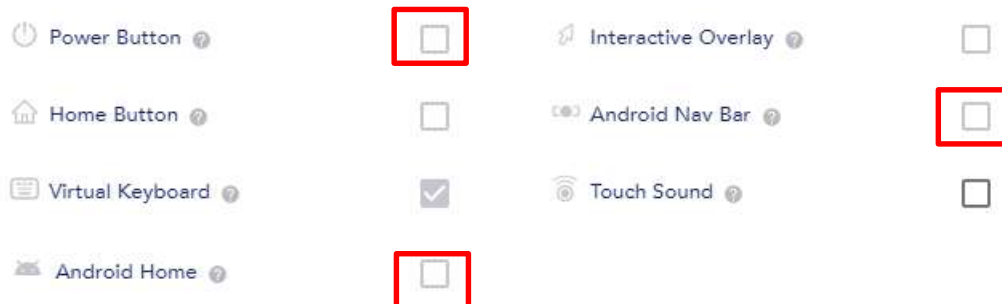 Power Button ?
Interactive Overlay ?
Home Button ?
Android Nav Bar ?
Virtual Keyboard ?
Touch Sound ?
Android Home ?